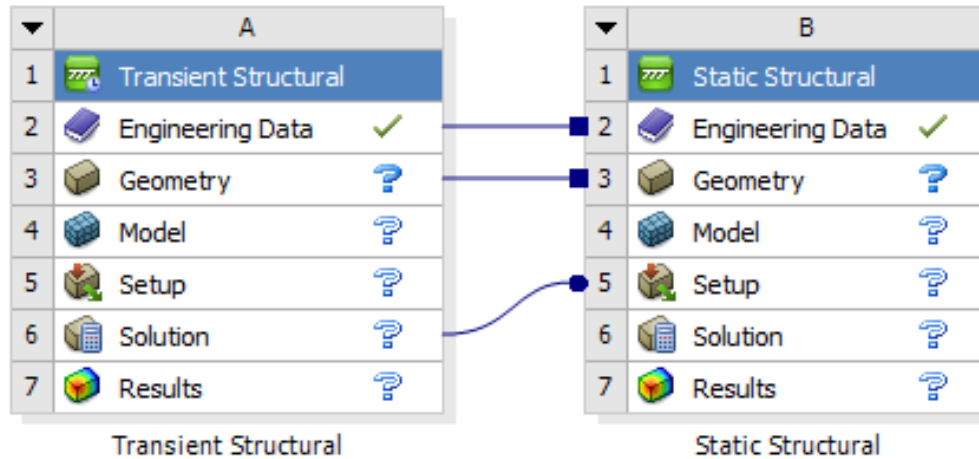 A
1 Transient Structural
2 Engineering Data
3 Geometry ?
4 Model ?
5 Setup ?
6 Solution ?
7 Results ?
Transient Structural
B
1 Static Structural
2 Engineering Data
3 Geometry ?
4 Model ?
5 Setup ?
6 Solution ?
7 Results ?
Static Structural